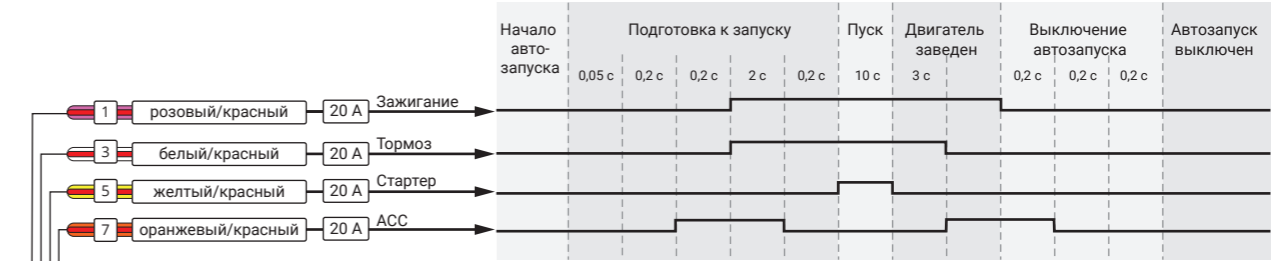 Начало авто- запуска
Подготовка к запуску
Пуск
Двигатель заведен
Выключение автозапуска
Автозапуск выключен
0,05 с 0,2 с 0,2 с 2 с 0,2 с 10 с 3 с 0,2 с 0,2 с 0,2 с
1 розовый/красный 20 А Зажигание
3 белый/красный 20 А Тормоз
5 желтый/красный 20 А Стартер
7 оранжевый/красный 20 А АСС